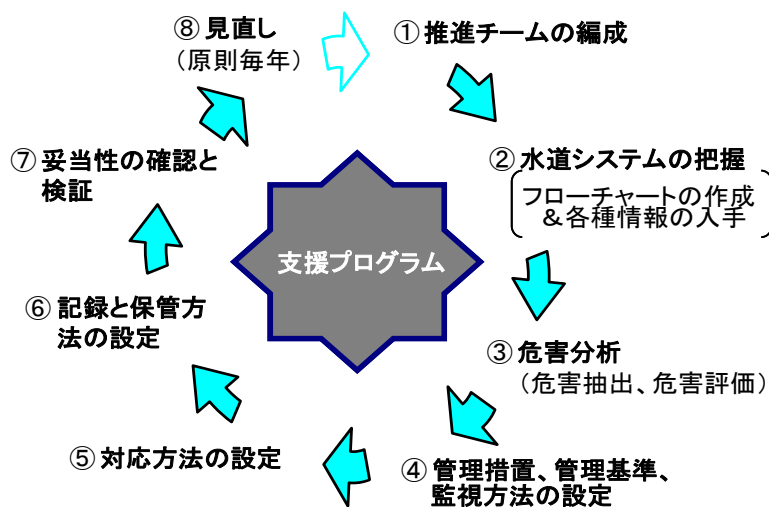 ① 推進チームの編成
② 水道システムの把握
フローチャートの作成
&各種情報の入手
③ 危害分析
(危害抽出、危害評価)
④ 管理措置、管理基準、
監視方法の設定
⑤ 対応方法の設定
⑥ 記録と保管方
法の設定
⑦ 妥当性の確認と
検証
⑧ 見直し
(原則毎年)
支援プログラム